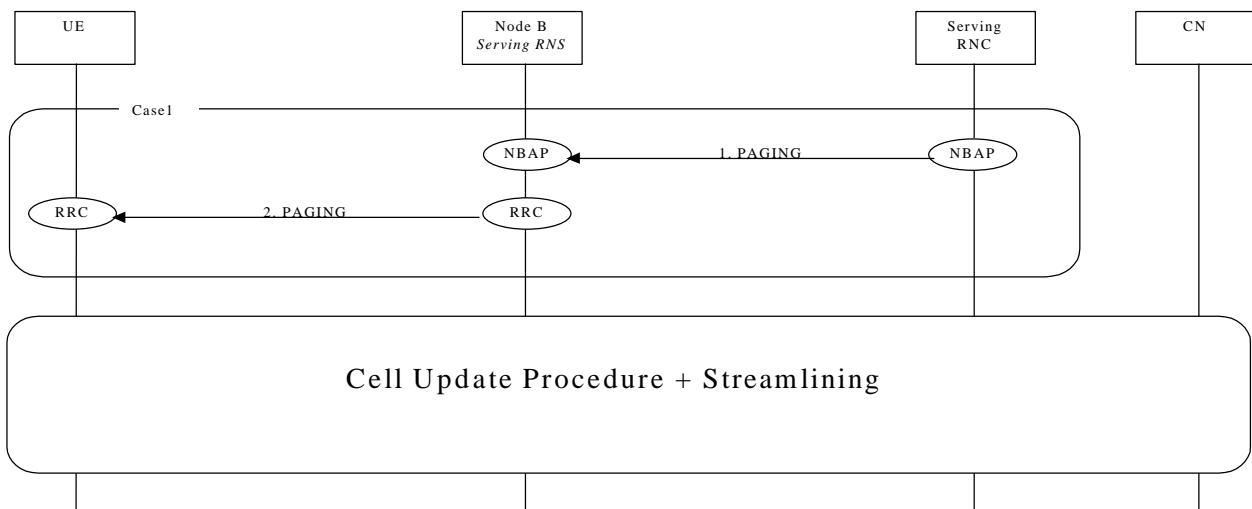 UE
Node B
Serving RNS
Serving
RNC
CN
Case1
NBAP
1. PAGING
NBAP
RRC
2. PAGING
RRC
Cell Update Procedure + Streamlining